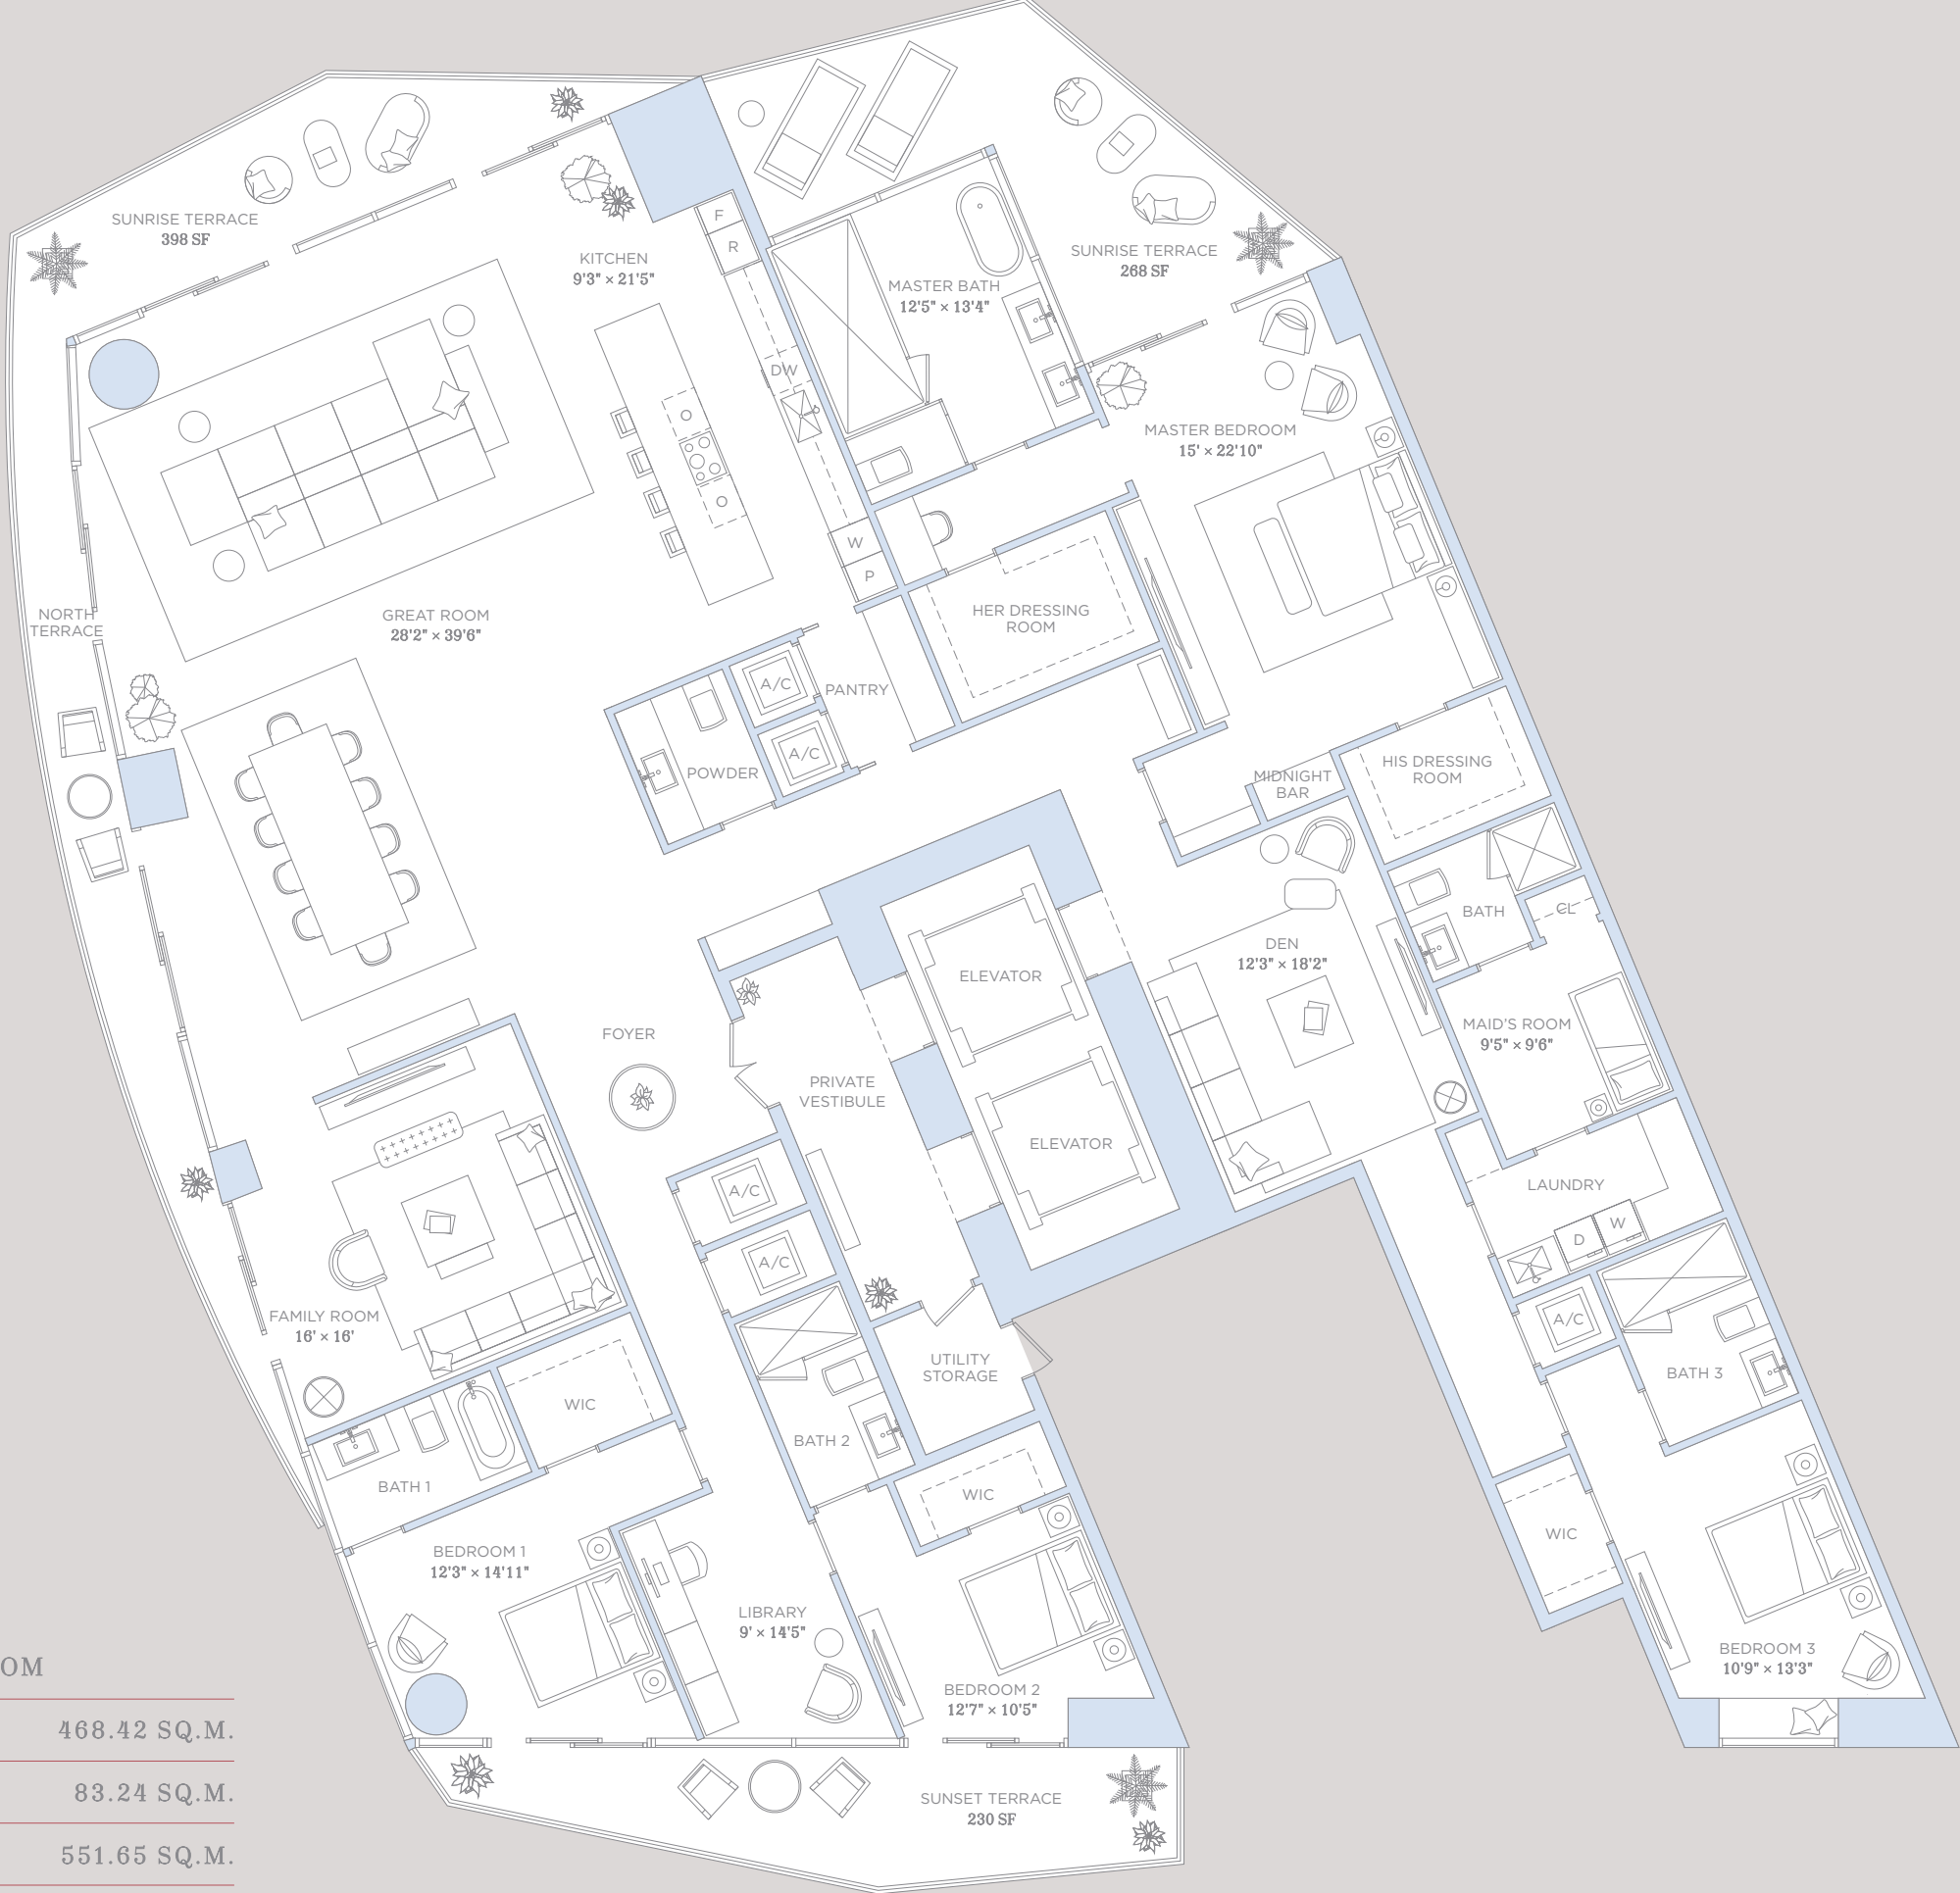 SUNRISE TERRACE
398 SF
KITCHEN
9'3" × 21'5"
F
R
MASTER BATH
12'5" × 13'4"
SUNRISE TERRACE
268 SF
DW
MASTER BEDROOM
15' × 22'10"
O
W
P
NORTH
TERRACE
GREAT ROOM
28'2" × 39'6"
HER DRESSING
ROOM
A/C
PANTRY
A/C
POWDER
MIDNIGHT
BAR
HIS DRESSING
ROOM
BATH
CL
DEN
12'3" × 18'2"
ELEVATOR
FOYER
MAID'S ROOM
9'5" × 9'6"
PRIVATE
VESTIBULE
ELEVATOR
A/C
A/C
LAUNDRY
W
D
FAMILY ROOM
16' × 16'
A/C
UTILITY
STORAGE
BATH 3
WIC
BATH 2
BATH 1
WIC
WIC
BEDROOM 1
12'3" × 14'11"
LIBRARY
9' × 14'5"
BEDROOM 2
12'7" × 10'5"
BEDROOM 3
10'9" × 13'3"
SUNSET TERRACE
230 SF
OM
468.42 SQ.M.
83.24 SQ.M.
551.65 SQ.M.